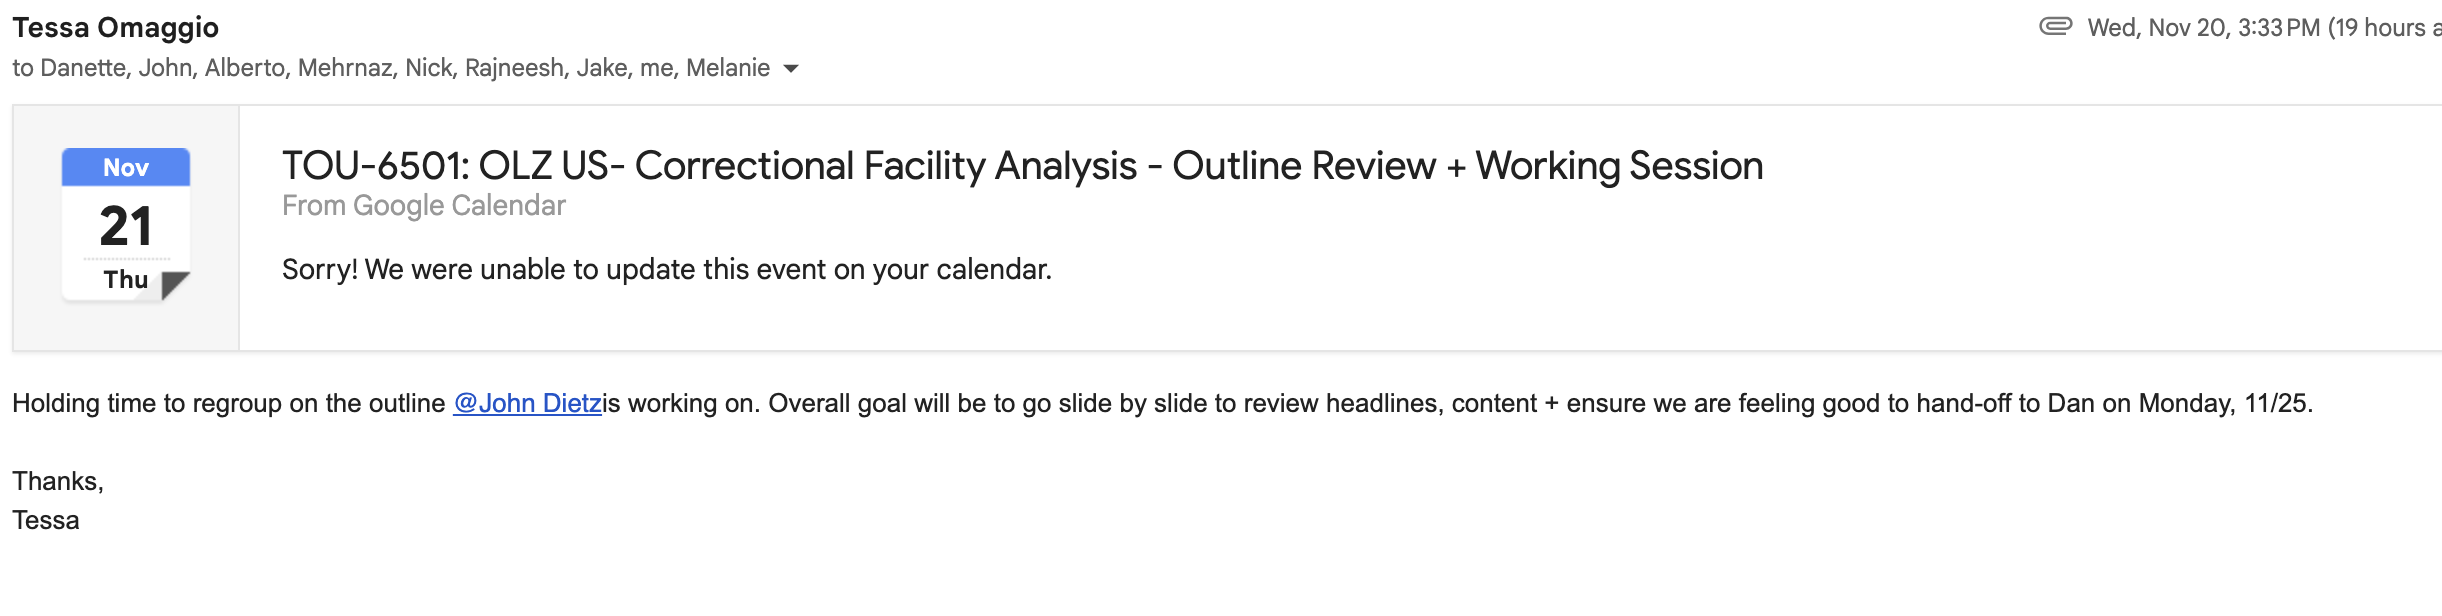 Tessa Omaggio
Wed, Nov 20, 3:33 PM (19 hours a
to Danette, John, Alberto, Mehrnaz, Nick, Rajneesh, Jake, me, Melanie
Nov
21
Thu
TOU-6501: OLZ US- Correctional Facility Analysis - Outline Review + Working Session
From Google Calendar
Sorry! We were unable to update this event on your calendar.
Holding time to regroup on the outline @John Dietzis working on. Overall goal will be to go slide by slide to review headlines, content + ensure we are feeling good to hand-off to Dan on Monday, 11/25.
Thanks,
Tessa